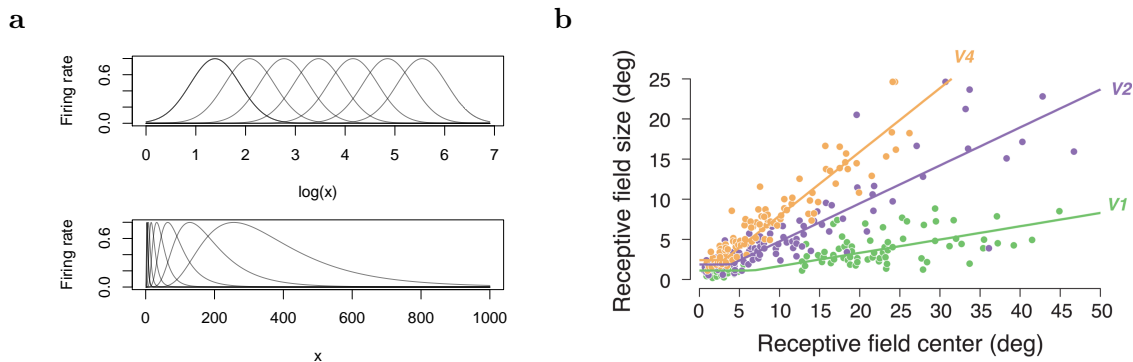 a
Firing rate
0.6
0.0
0 1 2 3 4 5 6 7
log(x)
Firing rate
0.6
0.0
0 200 400 600 800 1000
x
b
Receptive field size (deg)
25
20
15
10
5
0
V4
V2
V1
0 5 10 15 20 25 30 35 40 45 50
Receptive field center (deg)